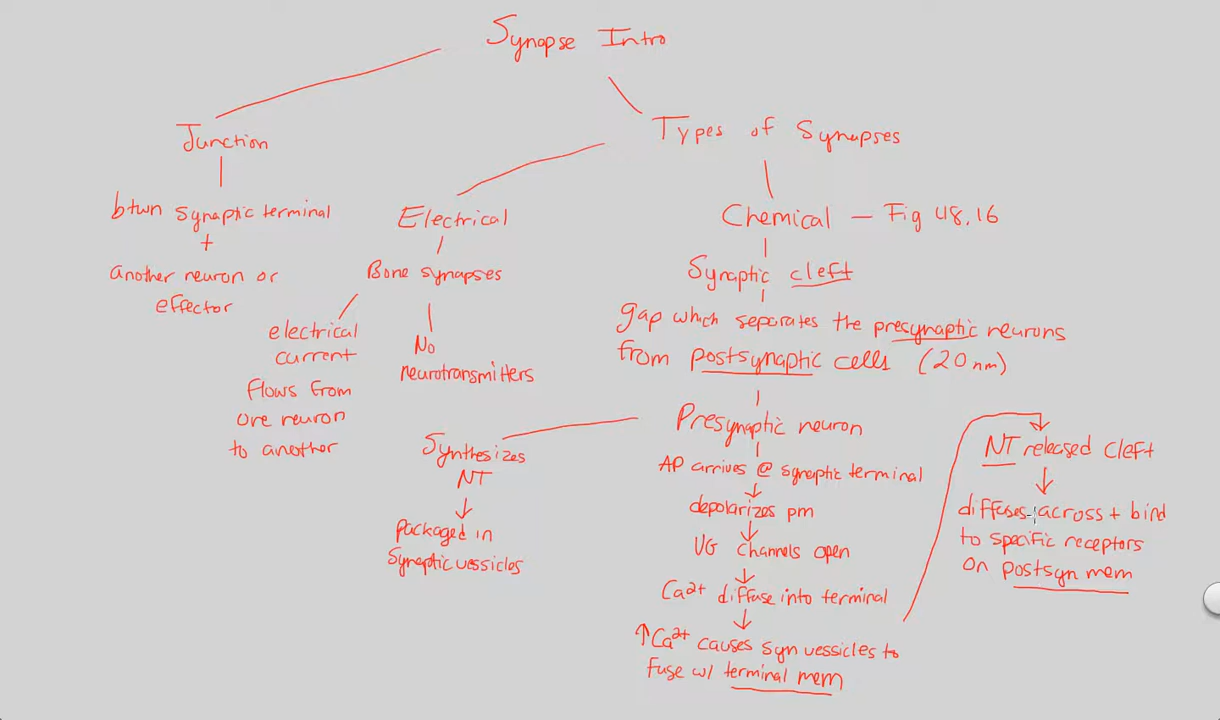 Synapse Intro
Junction
btwn synaptic terminal
+
another neuron or
effector
Types of Synapses
Electrical
Bone synapses
electrical
current
flows from
one neuron
to another
No
neurotransmitters
Chemical — Fig 48.16
Synaptic cleft
gap which separates the presynaptic neurons
from postsynaptic cells (20 nm)
Presynaptic neuron
Synthesizes
NT
↓
packaged in
Synaptic vessicles
AP arrives @ synaptic terminal
↓
depolarizes pm
↓
VG channels open
↓
Ca2+ diffuse into terminal
↓
↑Ca2+ causes syn vessicles to
fuse w/ terminal mem
NT released cleft
↓
diffuses across + bind
to specific receptors
on postsyn mem